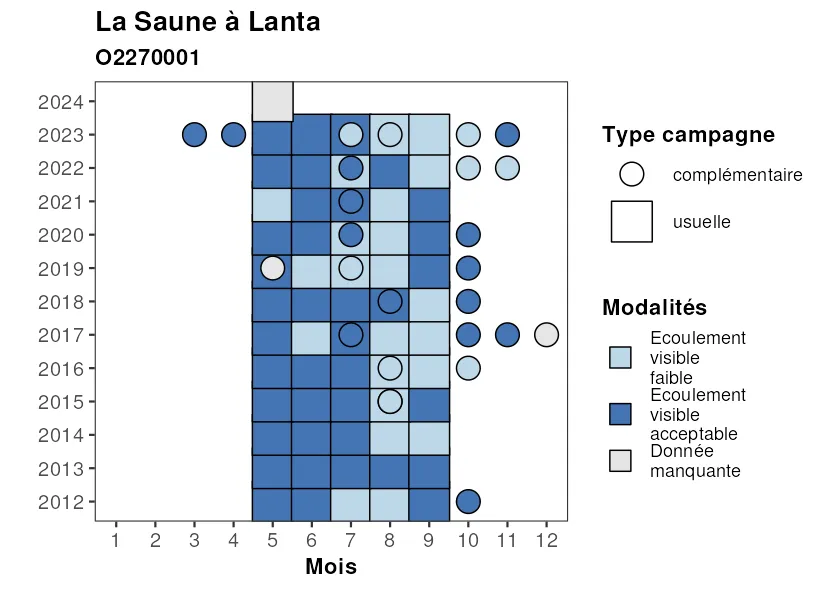 La Saune à Lanta
O2270001
2024
2023
2022
2021
2020
2019
2018
2017
2016
2015
2014
2013
2012
1 2 3 4 5 6 7 8 9 10 11 12
Mois
Type campagne
complémentaire
usuelle
Modalités
Ecoulement
visible
faible
Ecoulement
visible
acceptable
Donnée
manquante